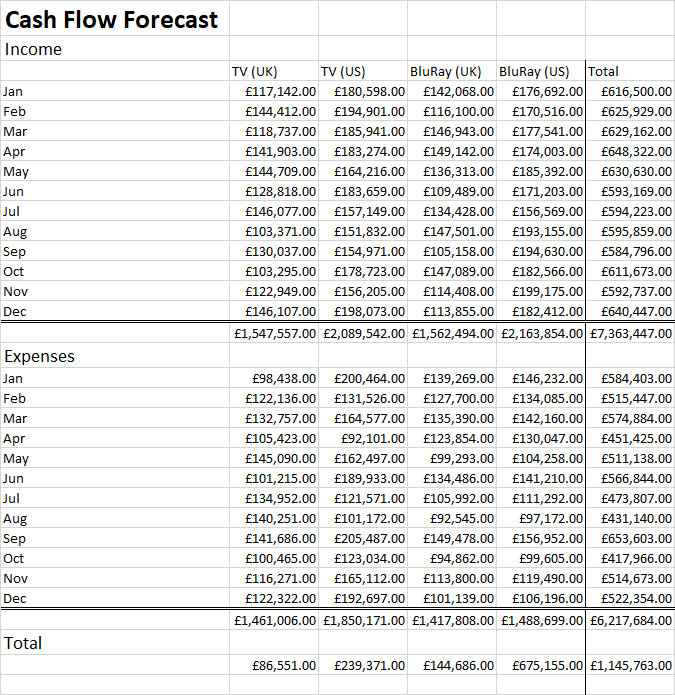 Cash Flow Forecast
Income
TV (UK) TV (US) BluRay (UK) BluRay (US) Total
Jan £117,142.00 £180,598.00 £142,068.00 £176,692.00 £616,500.00
Feb £144,412.00 £194,901.00 £116,100.00 £170,516.00 £625,929.00
Mar £118,737.00 £185,941.00 £146,943.00 £177,541.00 £629,162.00
Apr £141,903.00 £183,274.00 £149,142.00 £174,003.00 £648,322.00
May £144,709.00 £164,216.00 £136,313.00 £185,392.00 £630,630.00
Jun £128,818.00 £183,659.00 £109,489.00 £171,203.00 £593,169.00
Jul £146,077.00 £157,149.00 £134,428.00 £156,569.00 £594,223.00
Aug £103,371.00 £151,832.00 £147,501.00 £193,155.00 £595,859.00
Sep £130,037.00 £154,971.00 £105,158.00 £194,630.00 £584,796.00
Oct £103,295.00 £178,723.00 £147,089.00 £182,566.00 £611,673.00
Nov £122,949.00 £156,205.00 £114,408.00 £199,175.00 £592,737.00
Dec £146,107.00 £198,073.00 £113,855.00 £182,412.00 £640,447.00
£1,547,557.00 £2,089,542.00 £1,562,494.00 £2,163,854.00 £7,363,447.00
Expenses
Jan £98,438.00 £200,464.00 £139,269.00 £146,232.00 £584,403.00
Feb £122,136.00 £131,526.00 £127,700.00 £134,085.00 £515,447.00
Mar £132,757.00 £164,577.00 £135,390.00 £142,160.00 £574,884.00
Apr £105,423.00 £92,101.00 £123,854.00 £130,047.00 £451,425.00
May £145,090.00 £162,497.00 £99,293.00 £104,258.00 £511,138.00
Jun £101,215.00 £189,933.00 £134,486.00 £141,210.00 £566,844.00
Jul £134,952.00 £121,571.00 £105,992.00 £111,292.00 £473,807.00
Aug £140,251.00 £101,172.00 £92,545.00 £97,172.00 £431,140.00
Sep £141,686.00 £205,487.00 £149,478.00 £156,952.00 £653,603.00
Oct £100,465.00 £123,034.00 £94,862.00 £99,605.00 £417,966.00
Nov £116,271.00 £165,112.00 £113,800.00 £119,490.00 £514,673.00
Dec £122,322.00 £192,697.00 £101,139.00 £106,196.00 £522,354.00
£1,461,006.00 £1,850,171.00 £1,417,808.00 £1,488,699.00 £6,217,684.00
Total
£86,551.00 £239,371.00 £144,686.00 £675,155.00 £1,145,763.00